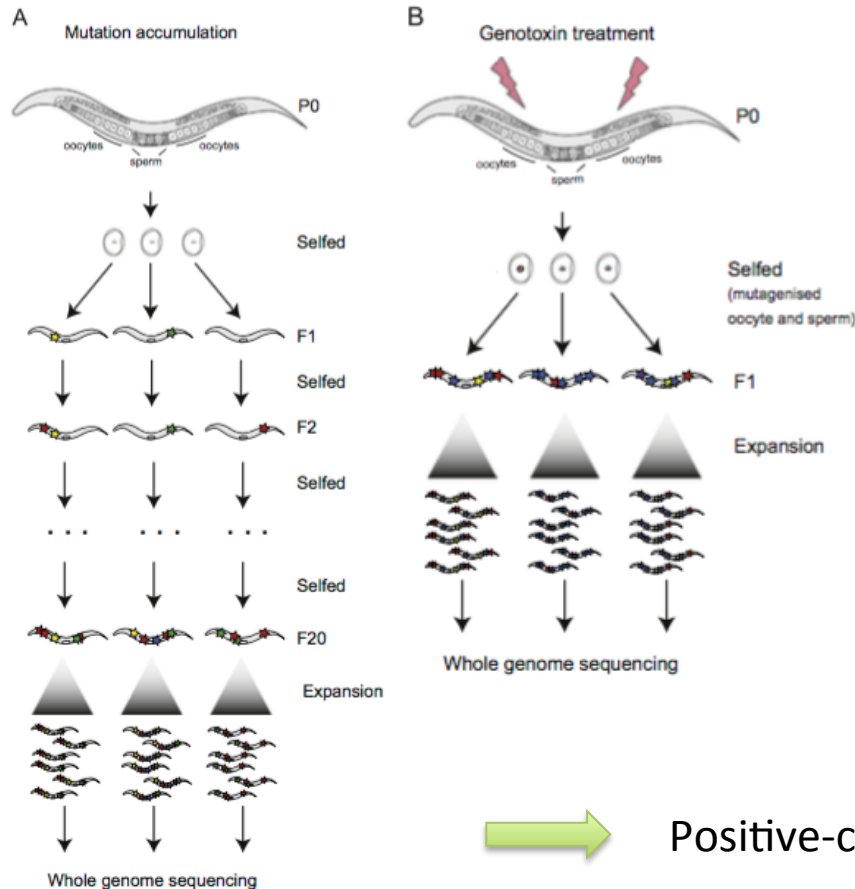 A
Mutation accumulation
P0
oocytes
sperm
oocytes
Selfed
F1
Selfed
F2
Selfed
. . .
. . .
. . .
Selfed
F20
Expansion
Whole genome sequencing
B
Genotoxin treatment
P0
oocytes
sperm
oocytes
Selfed
(mutagenised
oocyte and sperm)
F1
Expansion
Whole genome sequencing
Positive-c